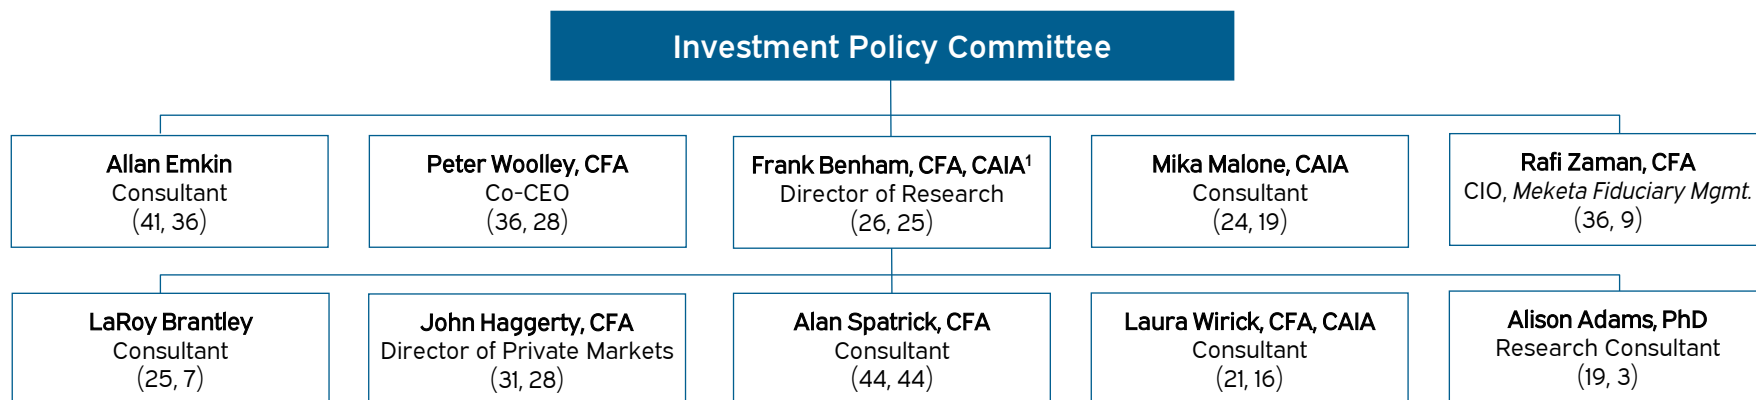 Investment Policy Committee
Allan Emkin
Consultant
(41, 36)
Peter Woolley, CFA
Co-CEO
(36, 28)
Frank Benham, CFA, CAIA¹
Director of Research
(26, 25)
Mika Malone, CAIA
Consultant
(24, 19)
Rafi Zaman, CFA
CIO, Meketa Fiduciary Mgmt.
(36, 9)
LaRoy Brantley
Consultant
(25, 7)
John Haggerty, CFA
Director of Private Markets
(31, 28)
Alan Spatrick, CFA
Consultant
(44, 44)
Laura Wirick, CFA, CAIA
Consultant
(21, 16)
Alison Adams, PhD
Research Consultant
(19, 3)